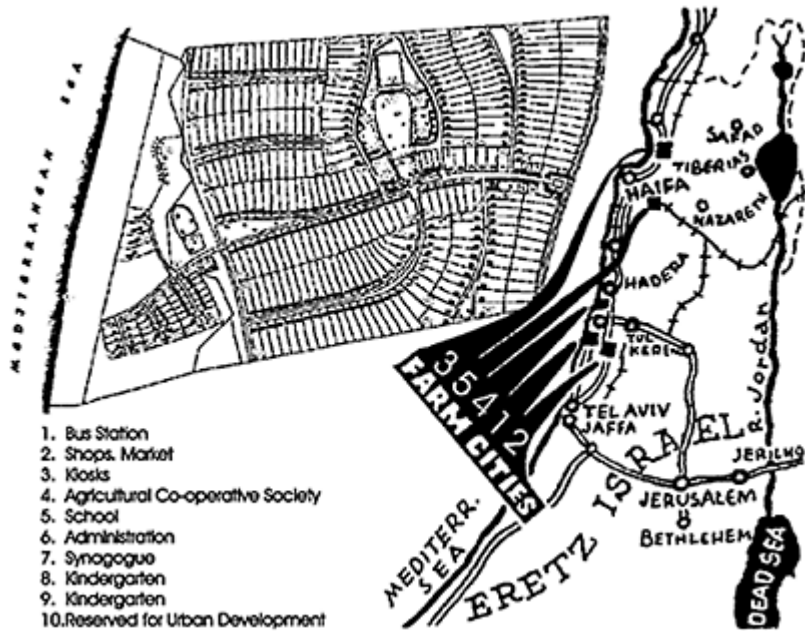 MEDITERRANEAN SEA
1. Bus Station
2. Shops. Market
3. Kiosks
4. Agricultural Co-operative Society
5. School
6. Administration
7. Synagogue
8. Kindergarten
9. Kindergarten
10.Reserved for Urban Development
35412
FARM CITIES
SAFAD
TIBERIAS
HAIFA
NAZARETH
HADERA
TUL
KEREM
R. Jordan
TEL AVIV
JAFFA
ERETZ ISRAEL
JERICHO
JERUSALEM
BETHLEHEM
MEDITERR.
SEA
DEAD SEA